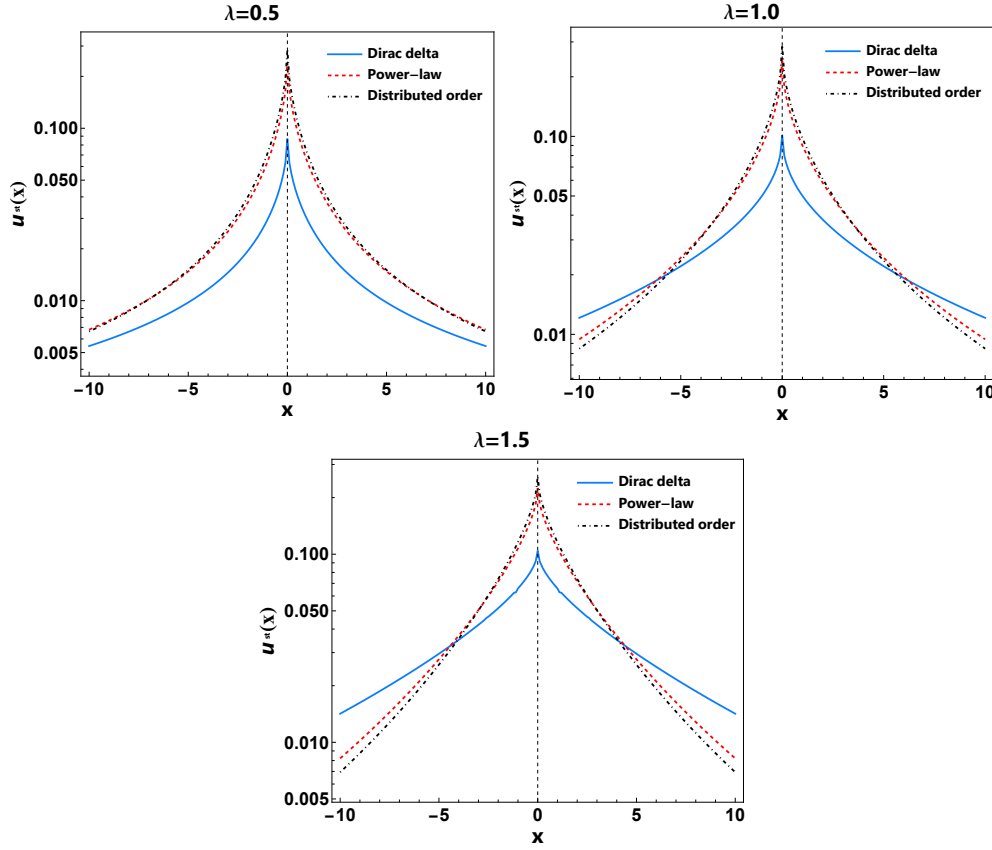 λ=0.5
Dirac delta
Power−law
Distributed order
0.100
0.050
0.010
0.005
u st(x)
−10 −5 0 5 10
x
λ=1.0
Dirac delta
Power−law
Distributed order
0.10
0.05
0.01
u st(x)
−10 −5 0 5 10
x
λ=1.5
Dirac delta
Power−law
Distributed order
0.100
0.050
0.010
0.005
u st(x)
−10 −5 0 5 10
x